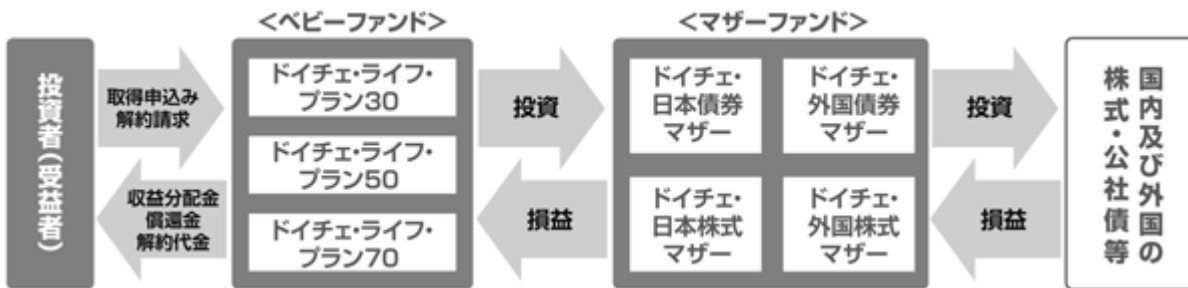 投資者(受益者)
取得申込み
解約請求
収益分配金
償還金
解約代金
＜ベビーファンド＞
ドイチェ・ライフ・
プラン30
ドイチェ・ライフ・
プラン50
ドイチェ・ライフ・
プラン70
投資
損益
＜マザーファンド＞
ドイチェ・
日本債券
マザー
ドイチェ・
外国債券
マザー
ドイチェ・
日本株式
マザー
ドイチェ・
外国株式
マザー
投資
損益
国内及び外国の
株式・公社債等